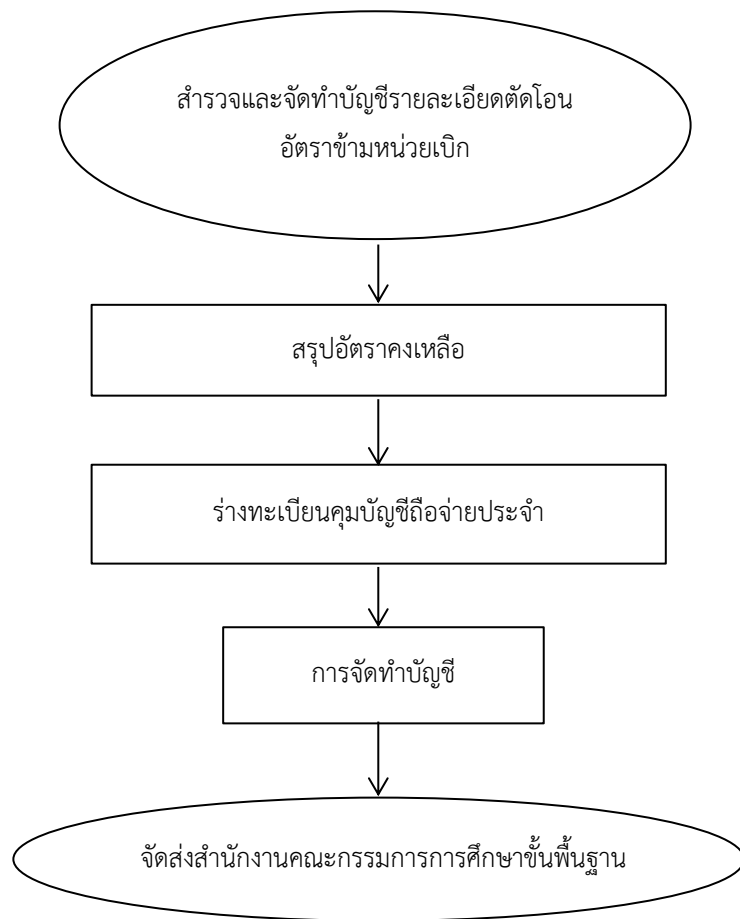 สำรวจและจัดทำบัญชีรายละเอียดตัดโอน
อัตราข้ามหน่วยเบิก
สรุปอัตราคงเหลือ
ร่างทะเบียนคุมบัญชีถือจ่ายประจำ
การจัดทำบัญชี
จัดส่งสำนักงานคณะกรรมการการศึกษาขั้นพื้นฐาน